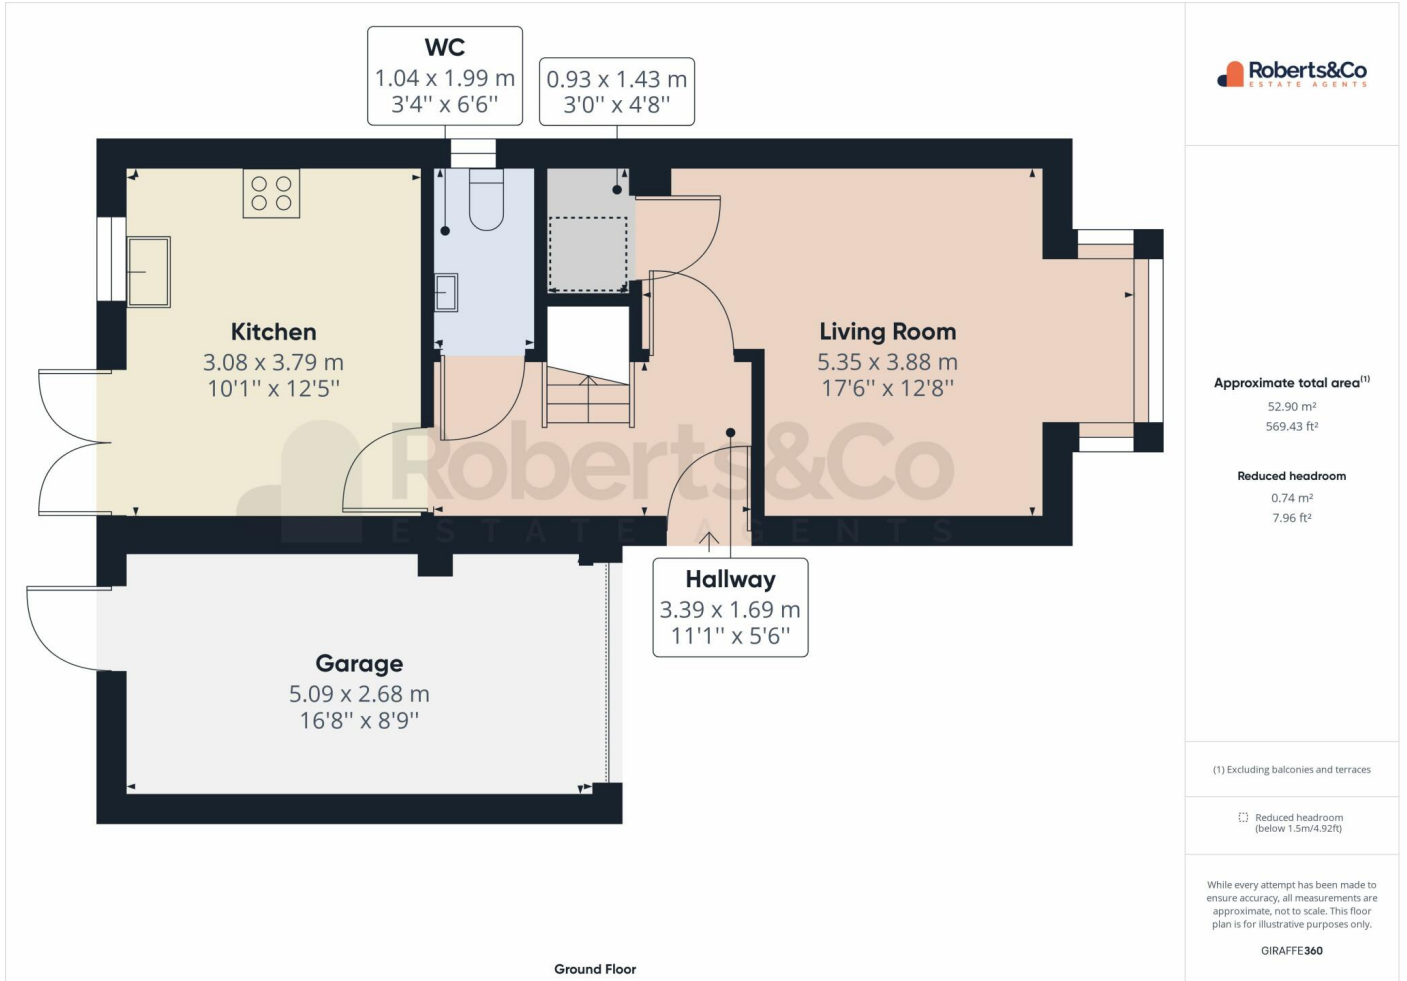 WC
1.04 x 1.99 m
3'4" x 6'6"
0.93 x 1.43 m
3'0" x 4'8"
Kitchen
3.08 x 3.79 m
10'1" x 12'5"
Living Room
5.35 x 3.88 m
17'6" x 12'8"
Roberts&Co
ESTATE AGENTS
Hallway
3.39 x 1.69 m
11'1" x 5'6"
Garage
5.09 x 2.68 m
16'8" x 8'9"
Ground Floor
Roberts&Co
ESTATE AGENTS
Approximate total area(1)
52.90 m²
569.43 ft²
Reduced headroom
0.74 m²
7.96 ft²
(1) Excluding balconies and terraces
Reduced headroom
(below 1.5m/4.92ft)
While every attempt has been made to
ensure accuracy, all measurements are
approximate, not to scale. This floor
plan is for illustrative purposes only.
GIRAFFE360